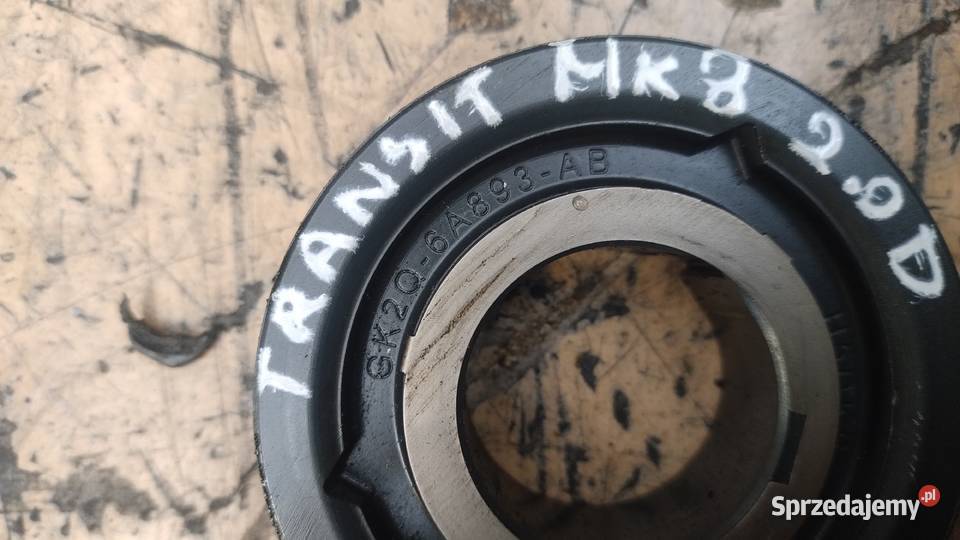 TRANSIT MK8 2.0D
GK2Q-6A893-AB
Sprzedajemy.pl